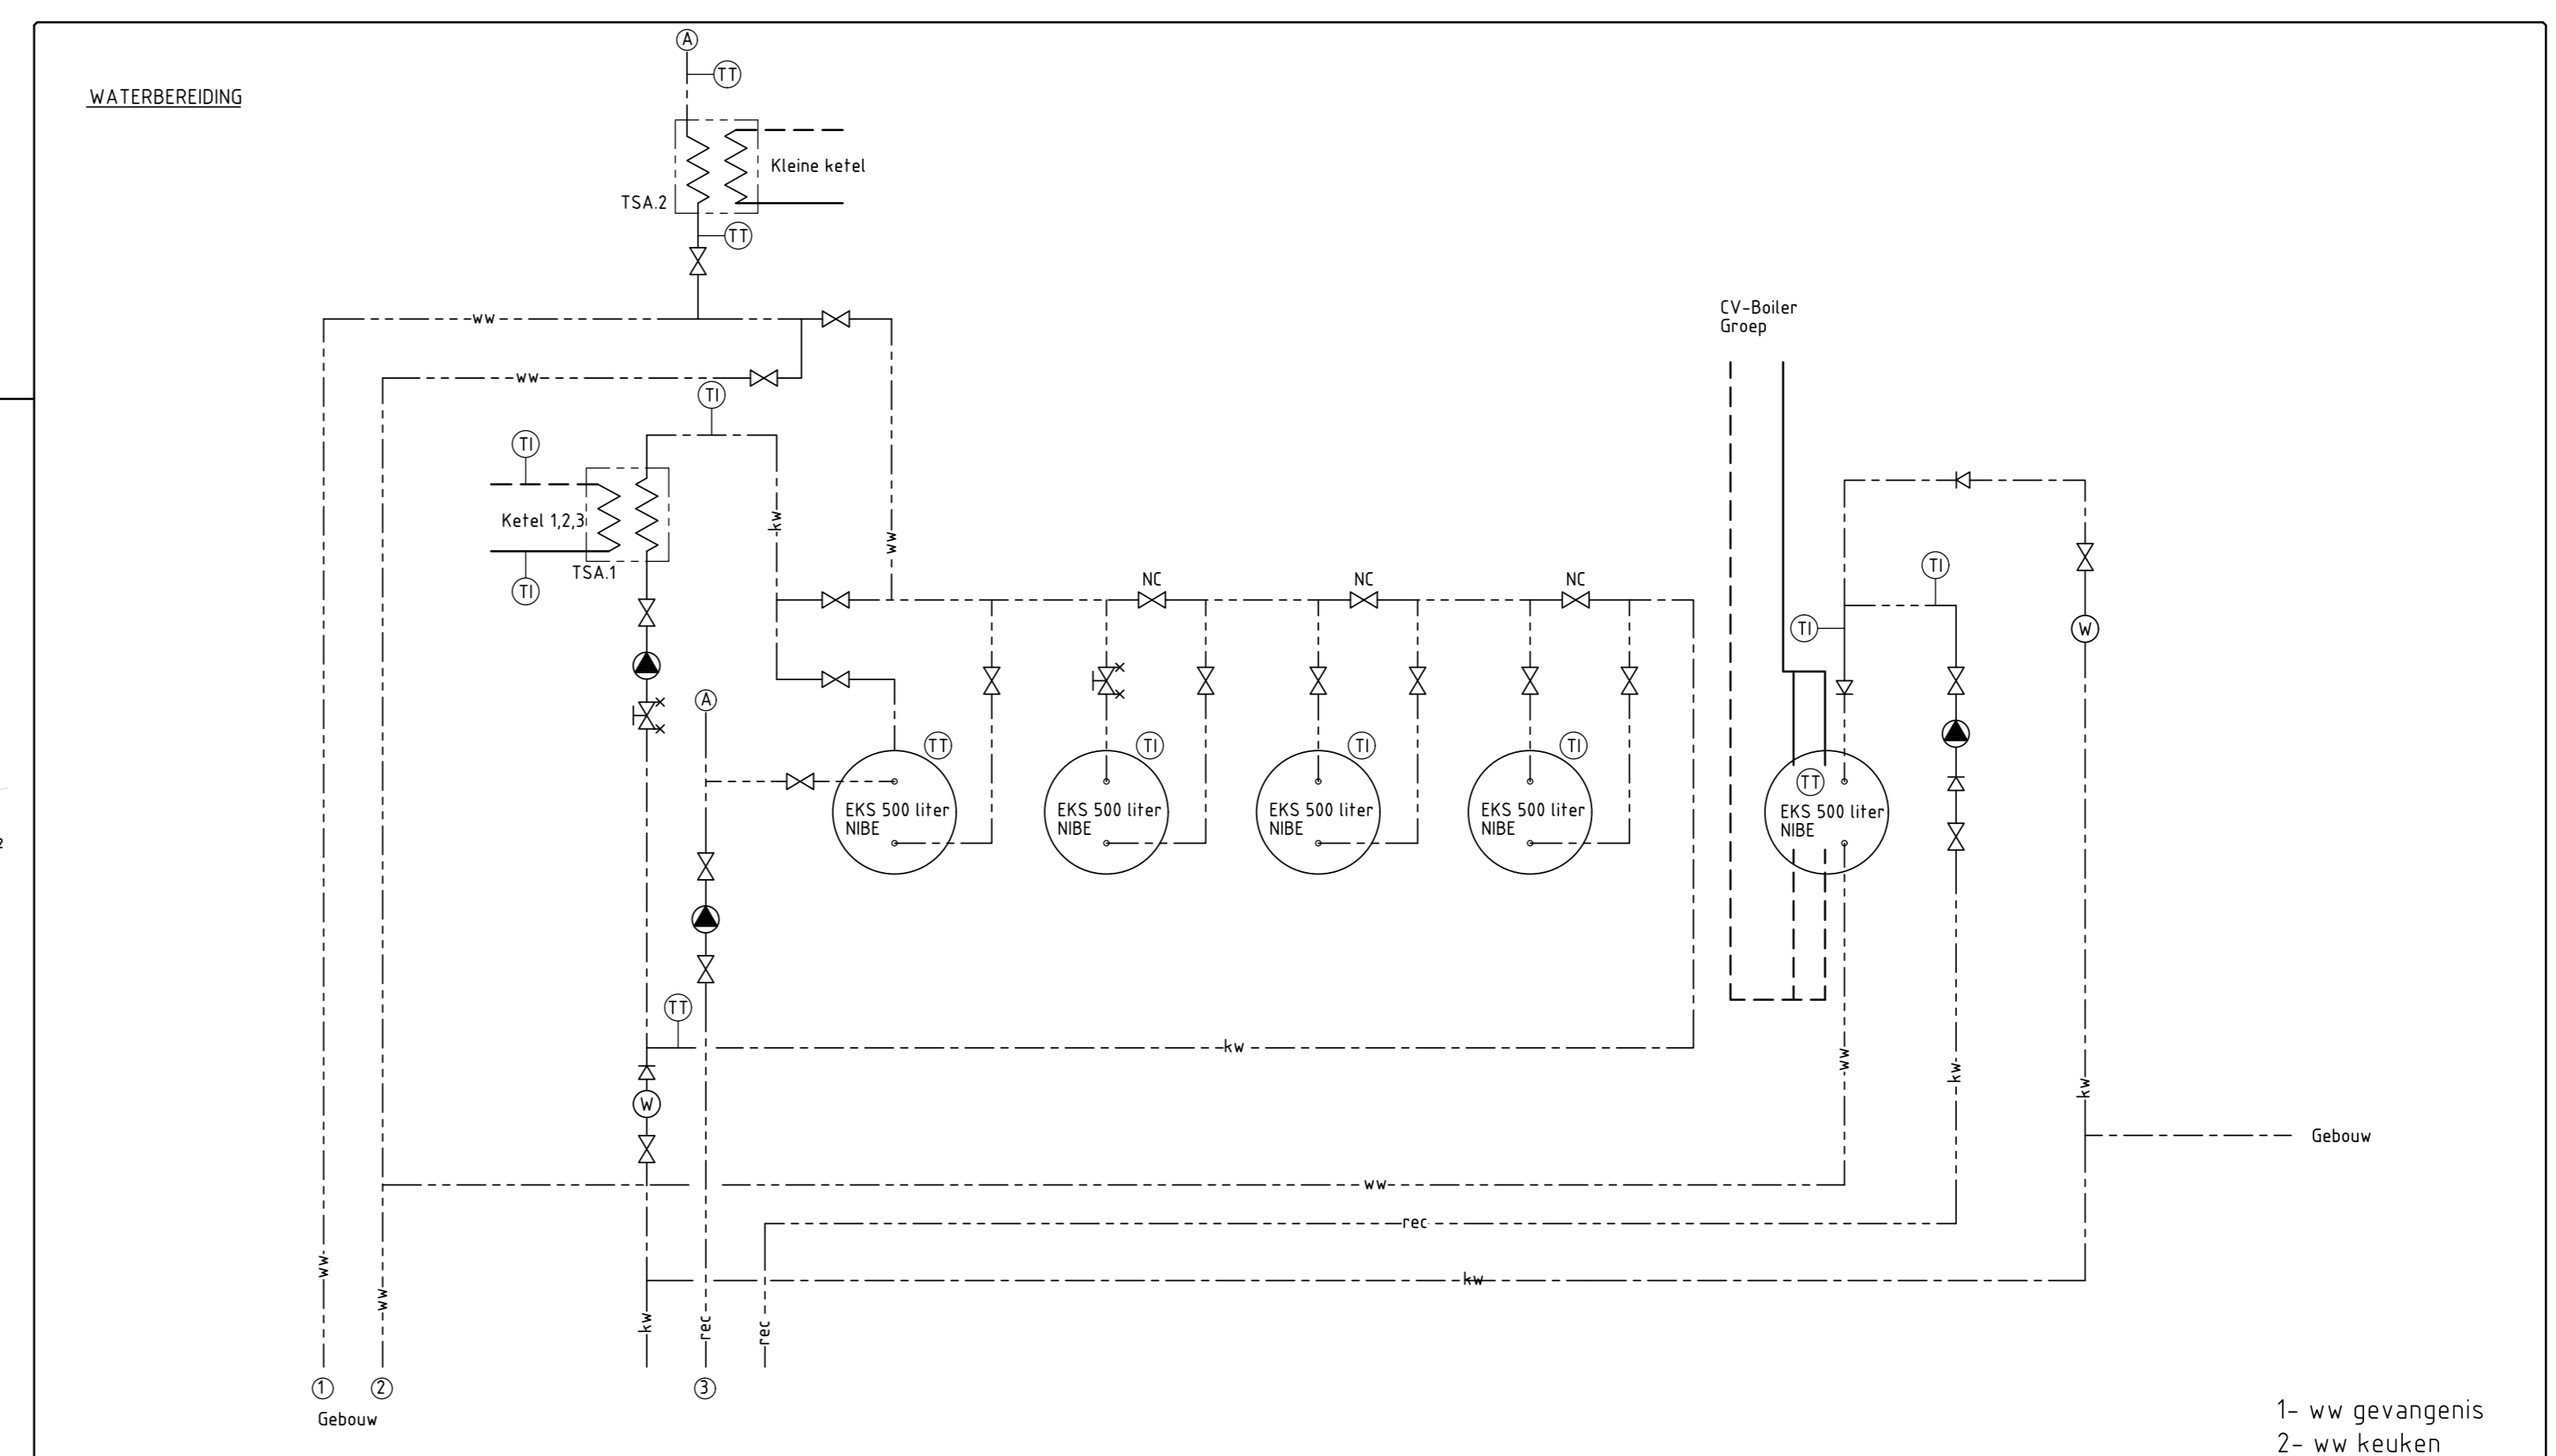 A
TT
WATERBEREIDING
Kleine ketel
TSA.2
TT
CV-Boiler
Groep
ww
ww
TI
TI
Ketel 1,2,3
kw
ww
TSA.1
TI
NC
NC
NC
TI
TI
W
A
TT
TI
TI
TI
TT
EKS 500 liter
NIBE
EKS 500 liter
NIBE
EKS 500 liter
NIBE
EKS 500 liter
NIBE
EKS 500 liter
NIBE
2
TT
kw
ww
kw
kw
W
Gebouw
ww
rec
ww
kw
ww
kw
rec
rec
1
2
3
Gebouw
1- ww gevangenis
2- ww keuken